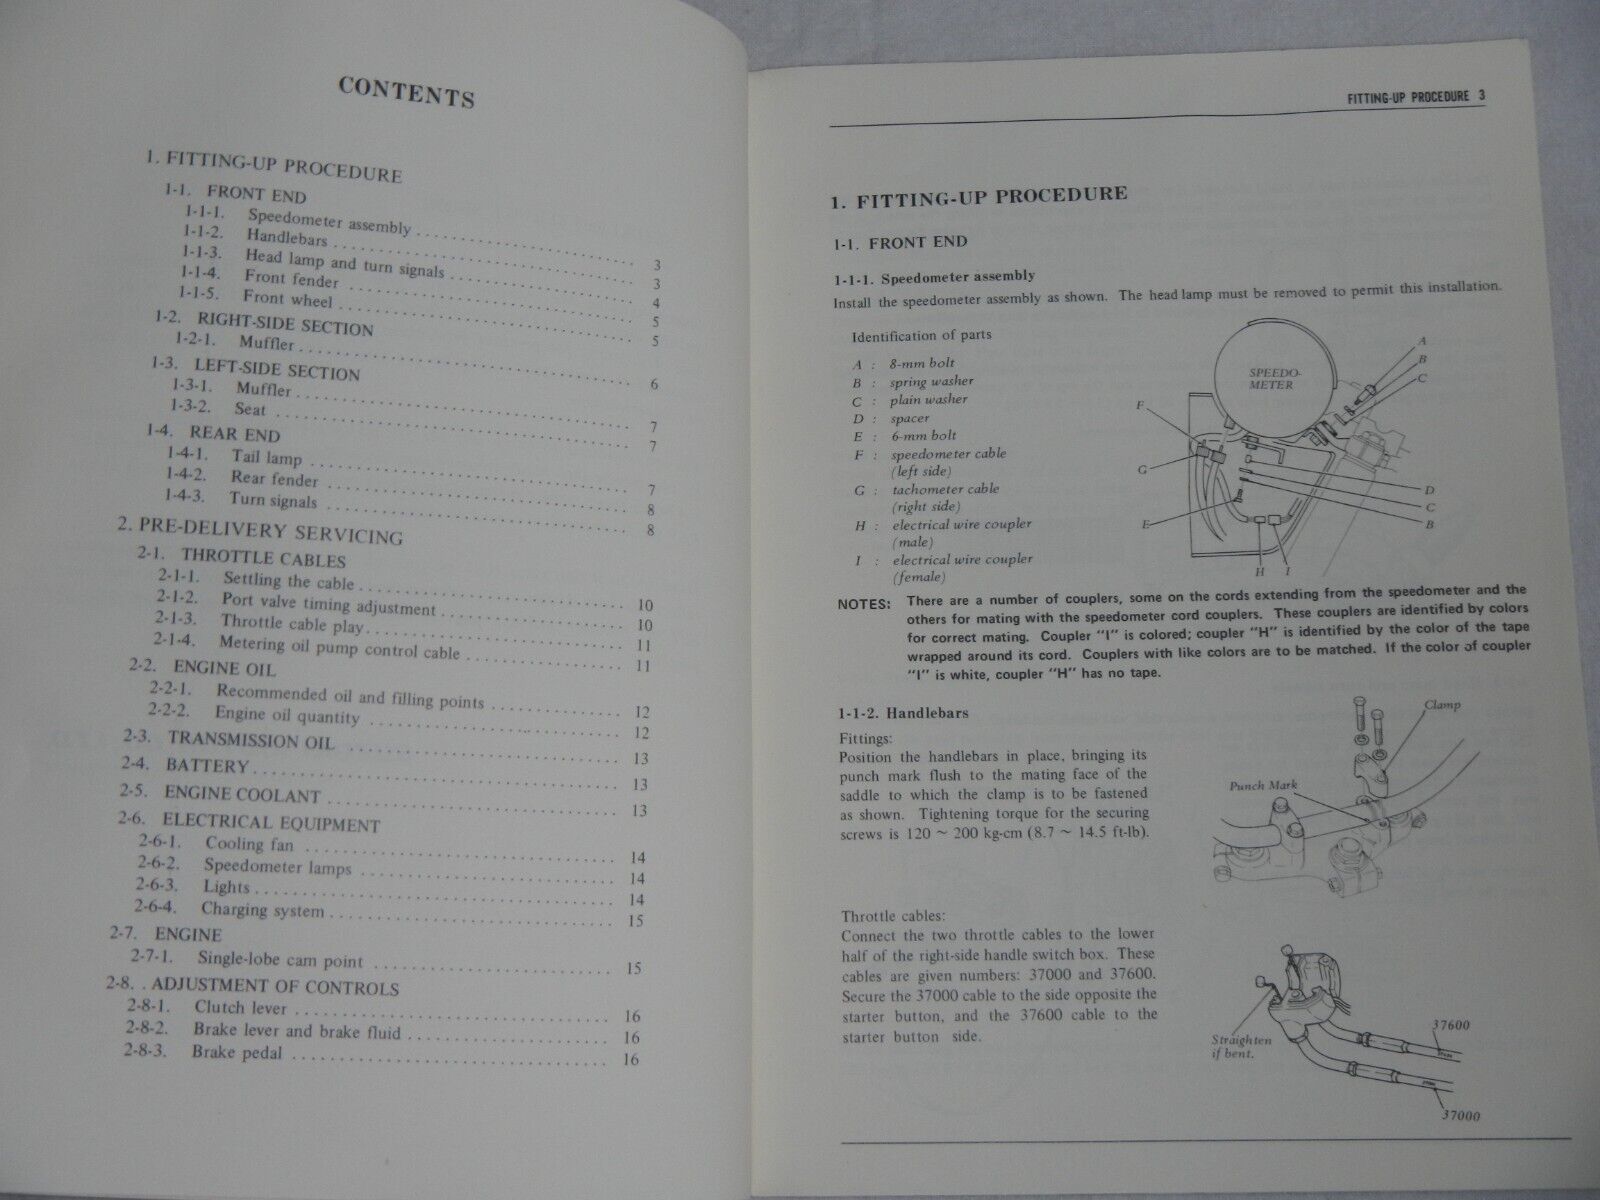 CONTENTS
1. FITTING-UP PROCEDURE
1-1. FRONT END
1-1-1. Speedometer assembly . . . . . . . . . . . . . . . . . . . . 3
1-1-2. Handlebars . . . . . . . . . . . . . . . . . . . . 3
1-1-3. Head lamp and turn signals . . . . . . . . . . . . . . . . . . . . 4
1-1-4. Front fender . . . . . . . . . . . . . . . . . . . . 5
1-1-5. Front wheel . . . . . . . . . . . . . . . . . . . . 5
1-2. RIGHT-SIDE SECTION
1-2-1. Muffler . . . . . . . . . . . . . . . . . . . . 6
1-3. LEFT-SIDE SECTION
1-3-1. Muffler . . . . . . . . . . . . . . . . . . . . 7
1-3-2. Seat . . . . . . . . . . . . . . . . . . . . 7
1-4. REAR END
1-4-1. Tail lamp . . . . . . . . . . . . . . . . . . . . 7
1-4-2. Rear fender . . . . . . . . . . . . . . . . . . . . 8
1-4-3. Turn signals . . . . . . . . . . . . . . . . . . . . 8
2. PRE-DELIVERY SERVICING
2-1. THROTTLE CABLES
2-1-1. Settling the cable . . . . . . . . . . . . . . . . . . . . 10
2-1-2. Port valve timing adjustment . . . . . . . . . . . . . . . . 10
2-1-3. Throttle cable play . . . . . . . . . . . . . . . . . . . . 11
2-1-4. Metering oil pump control cable . . . . . . . . . . . . . . 11
2-2. ENGINE OIL
2-2-1. Recommended oil and filling points . . . . . . . . . . . . . 12
2-2-2. Engine oil quantity . . . . . . . . . . . . . . . . . . . . 12
2-3. TRANSMISSION OIL . . . . . . . . . . . . . . . . . . . . 13
2-4. BATTERY . . . . . . . . . . . . . . . . . . . . 13
2-5. ENGINE COOLANT . . . . . . . . . . . . . . . . . . . . 13
2-6. ELECTRICAL EQUIPMENT
2-6-1. Cooling fan . . . . . . . . . . . . . . . . . . . . 14
2-6-2. Speedometer lamps . . . . . . . . . . . . . . . . . . . . 14
2-6-3. Lights . . . . . . . . . . . . . . . . . . . . 14
2-6-4. Charging system . . . . . . . . . . . . . . . . . . . . 15
2-7. ENGINE
2-7-1. Single-lobe cam point . . . . . . . . . . . . . . . . . . . . 15
2-8. . ADJUSTMENT OF CONTROLS
2-8-1. Clutch lever . . . . . . . . . . . . . . . . . . . . 16
2-8-2. Brake lever and brake fluid . . . . . . . . . . . . . . . . 16
2-8-3. Brake pedal . . . . . . . . . . . . . . . . . . . . 16
FITTING-UP PROCEDURE 3
1. FITTING-UP PROCEDURE
1-1. FRONT END
1-1-1. Speedometer assembly
Install the speedometer assembly as shown. The head lamp must be removed to permit this installation.
Identification of parts
A : 8-mm bolt
B : spring washer
C : plain washer
D : spacer
E : 6-mm bolt
F : speedometer cable
(left side)
G : tachometer cable
(right side)
H : electrical wire coupler
(male)
I : electrical wire coupler
(female)
SPEEDO-
METER
A
B
C
F
G
E
D
C
B
H I
NOTES: There are a number of couplers, some on the cords extending from the speedometer and the
others for mating with the speedometer cord couplers. These couplers are identified by colors
for correct mating. Coupler "I" is colored; coupler "H" is identified by the color of the tape
wrapped around its cord. Couplers with like colors are to be matched. If the color of coupler
"I" is white, coupler "H" has no tape.
1-1-2. Handlebars
Fittings:
Position the handlebars in place, bringing its
punch mark flush to the mating face of the
saddle to which the clamp is to be fastened
as shown. Tightening torque for the securing
screws is 120 ~ 200 kg-cm (8.7 ~ 14.5 ft-lb).
Clamp
Punch Mark
Throttle cables:
Connect the two throttle cables to the lower
half of the right-side handle switch box. These
cables are given numbers: 37000 and 37600.
Secure the 37000 cable to the side opposite the
starter button, and the 37600 cable to the
starter button side.
Straighten
if bent.
37600
37000